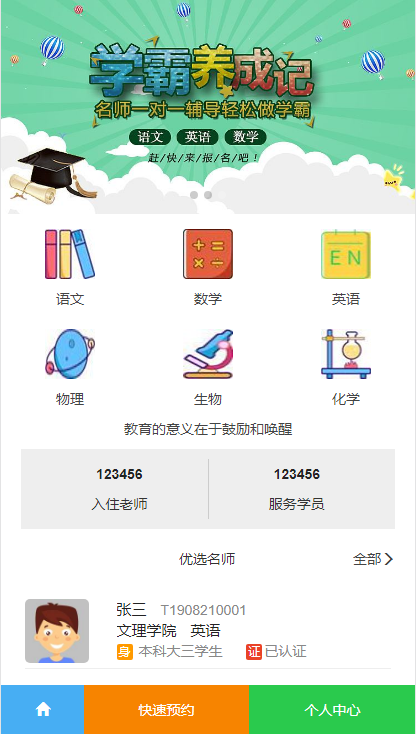 学霸养成记
名师一对一辅导轻松做学霸
语文 英语 数学
赶/快/来/报/名/吧!
语文 数学 英语
EN
物理 生物 化学
教育的意义在于鼓励和唤醒
123456 123456
入住老师 服务学员
优选名师 全部
张三 T1908210001
文理学院 英语
身 本科大三学生 证 已认证
快速预约 个人中心